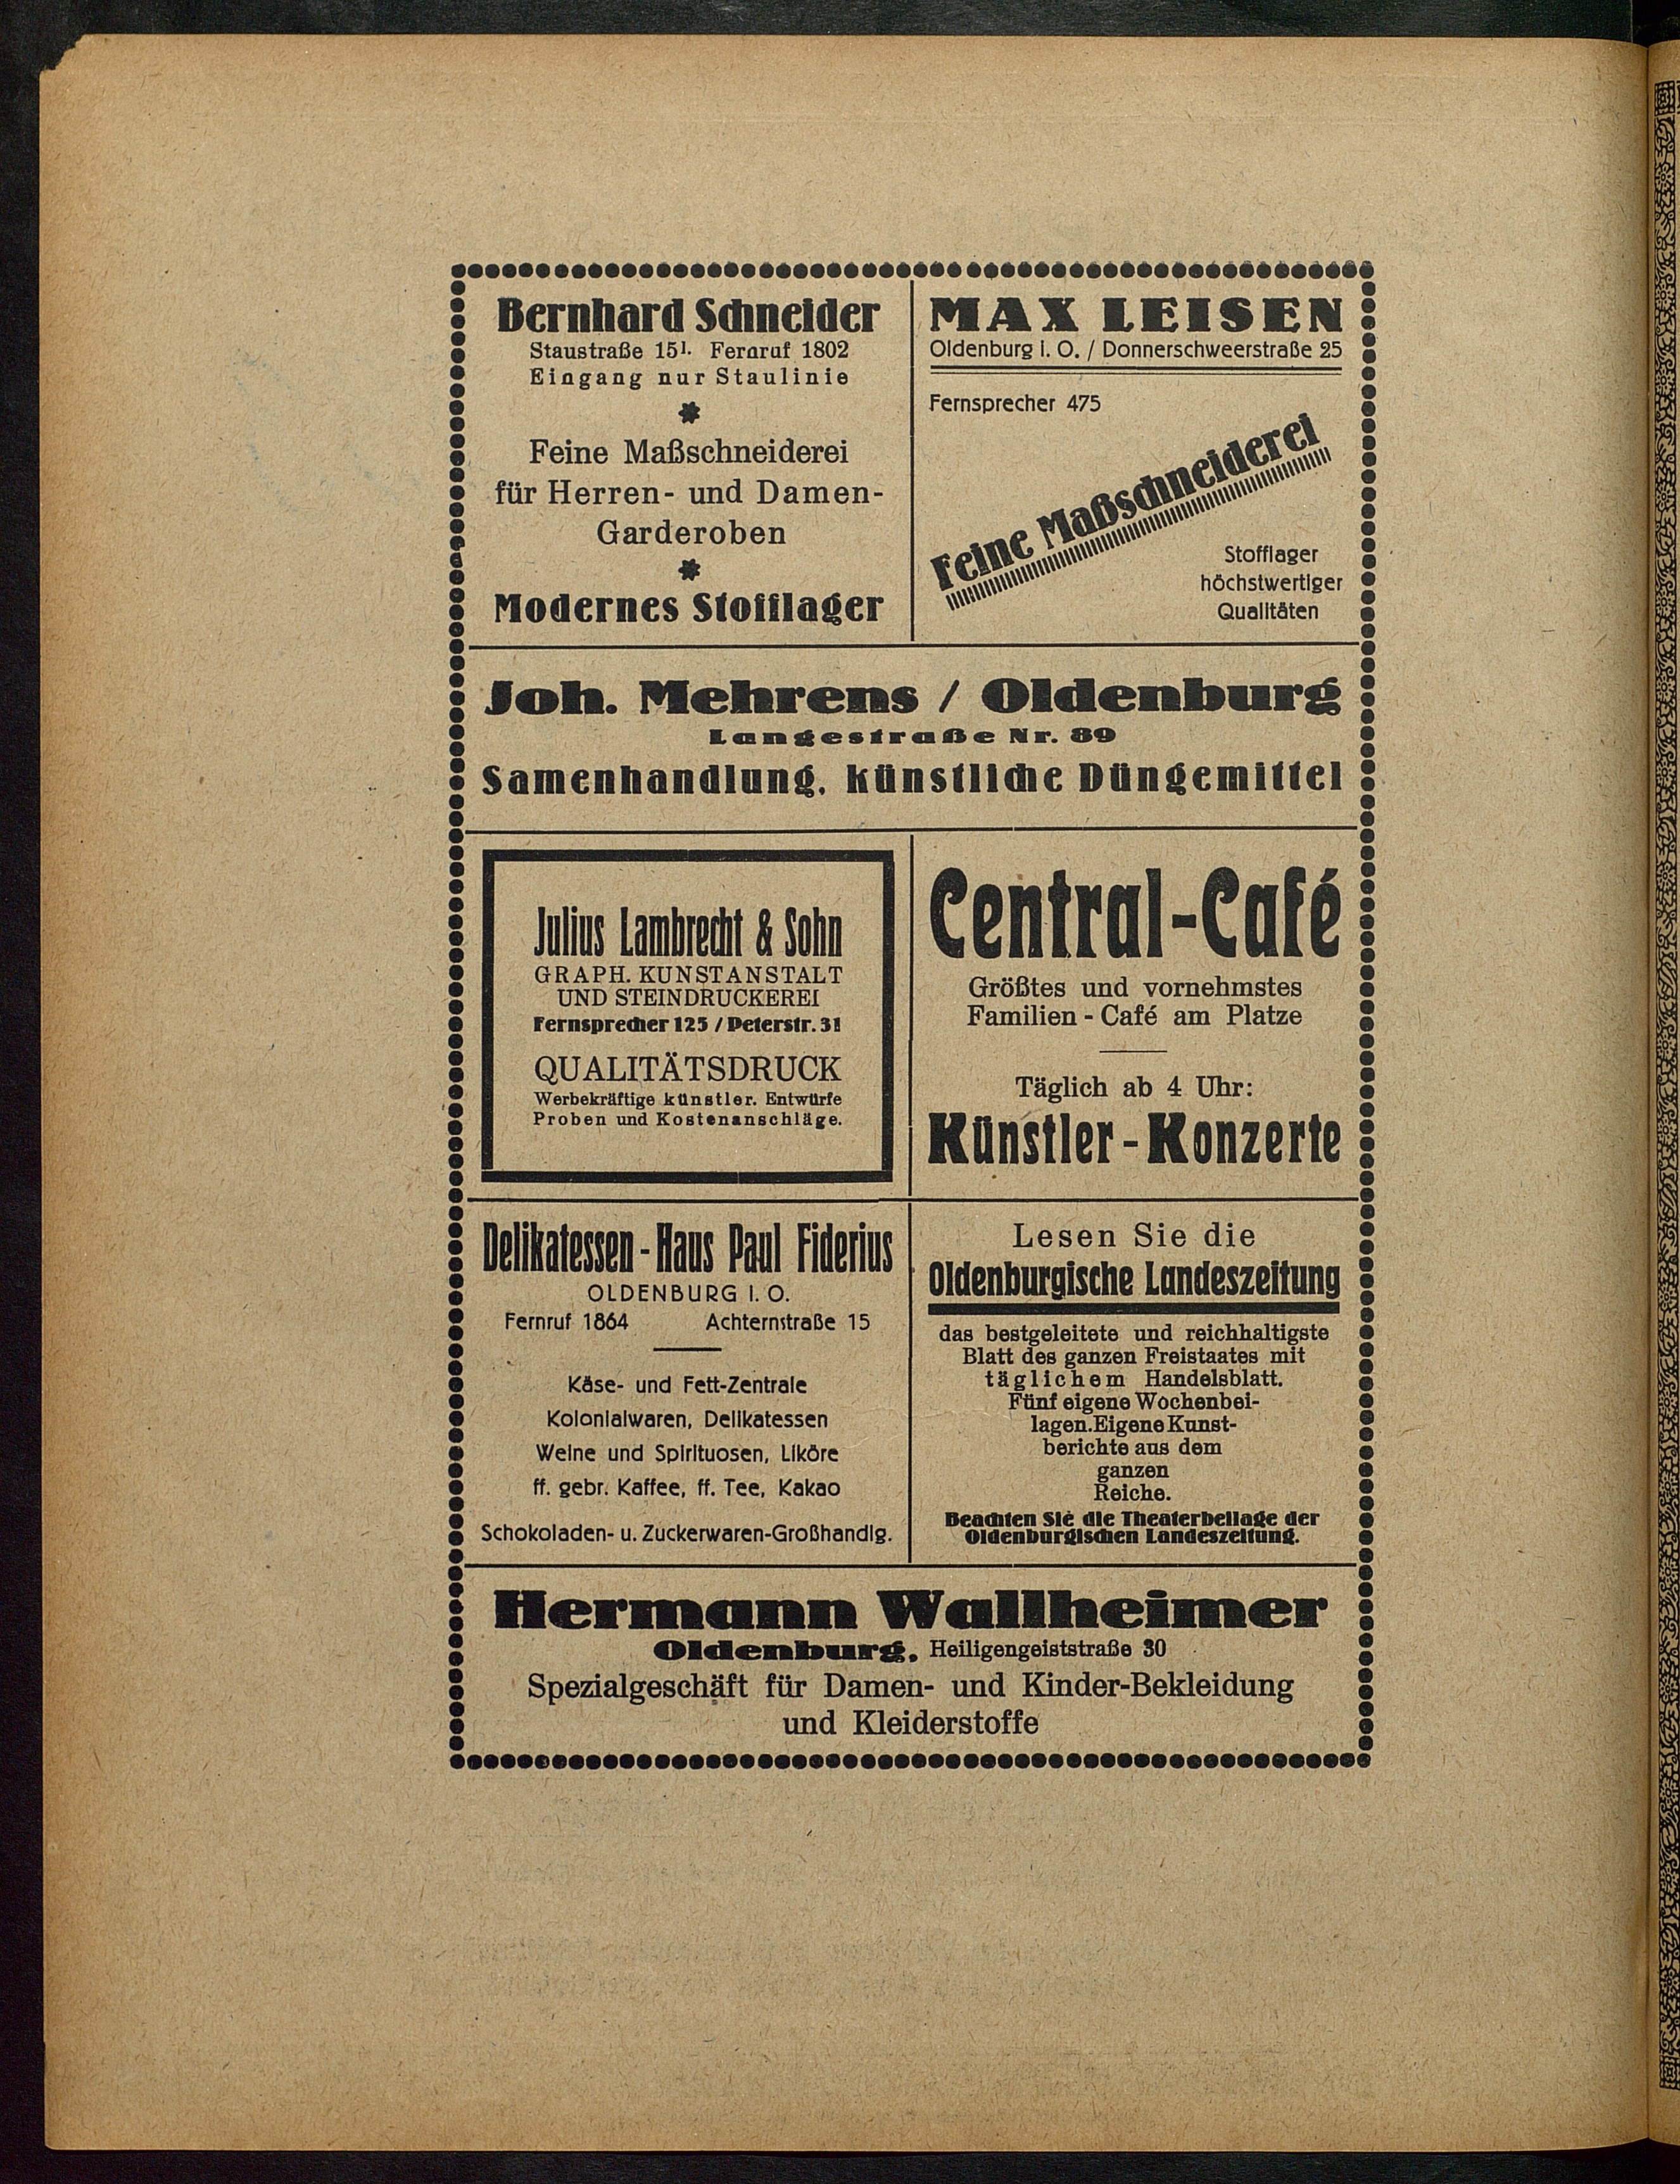 Bernhard Schneider
Staustraße 15¹. Fernruf 1802
Eingang nur Staulinie
Feine Maßschneiderei
für Herren- und Damen-
Garderoben
Modernes Stofflager
MAX LEISEN
Oldenburg i. O. / Donnerschweerstraße 25
Fernsprecher 475
Feine Maßschneiderei
Stofflager
höchstwertiger
Qualitäten
Joh. Mehrens / Oldenburg
Langestraße Nr. 89
Samenhandlung, künstliche Düngemittel
Julius Lambrecht & Sohn
GRAPH. KUNSTANSTALT
UND STEINDRUCKEREI
Fernsprecher 125 / Peterstr. 31
QUALITÄTSDRUCK
Werbekräftige künstler. Entwürfe
Proben und Kostenanschläge.
Central-Café
Größtes und vornehmstes
Familien-Café am Platze
Täglich ab 4 Uhr:
Künstler-Konzerte
Delikatessen-Haus Paul Fiderius
OLDENBURG I. O.
Fernruf 1864 Achternstraße 15
Käse- und Fett-Zentrale
Kolonialwaren, Delikatessen
Weine und Spirituosen, Liköre
ff. gebr. Kaffee, ff. Tee, Kakao
Schokoladen- u. Zuckerwaren-Großhandlg.
Lesen Sie die
Oldenburgische Landeszeitung
das bestgeleitete und reichhaltigste
Blatt des ganzen Freistaates mit
täglichem Handelsblatt.
Fünf eigene Wochenbei-
lagen. Eigene Kunst-
berichte aus dem
ganzen
Reiche.
Beachten Sie die Theaterbeilage der
Oldenburgischen Landeszeitung.
Hermann Wallheimer
Oldenburg, Heiligengeiststraße 30
Spezialgeschäft für Damen- und Kinder-Bekleidung
und Kleiderstoffe